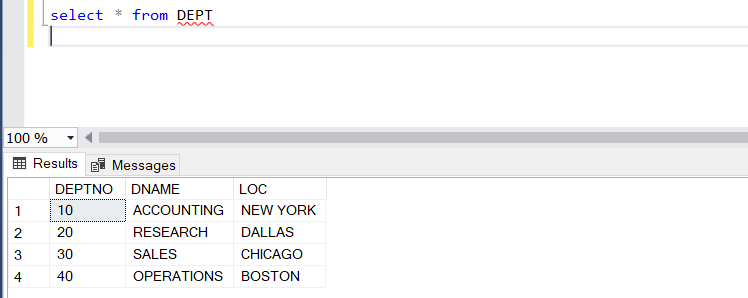 select * from DEPT
100 %
Results Messages
DEPTNO DNAME LOC
1 10 ACCOUNTING NEW YORK
2 20 RESEARCH DALLAS
3 30 SALES CHICAGO
4 40 OPERATIONS BOSTON